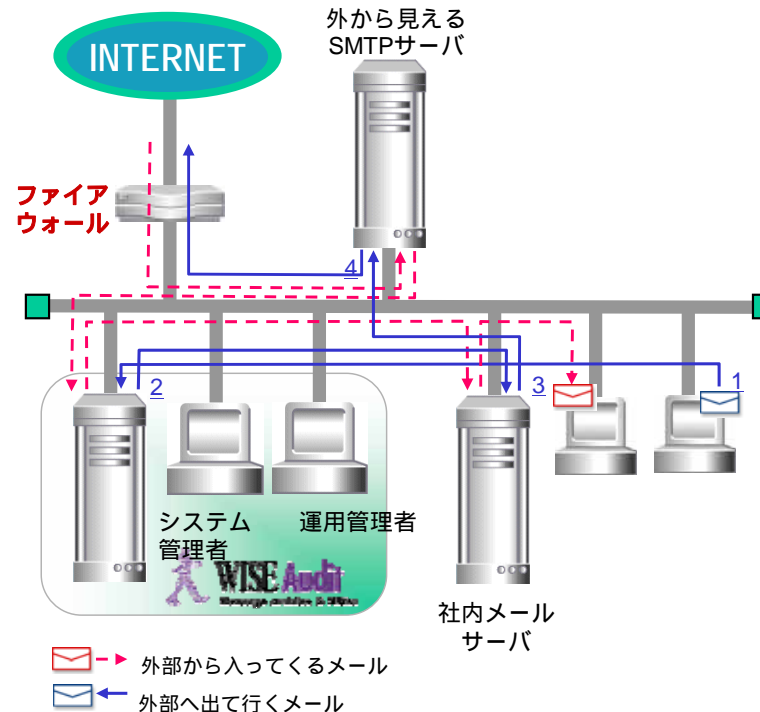 外から見える
SMTPサーバ
INTERNET
ファイア
ウォール
4
2
3
1
システム
管理者
運用管理者
WISE Audit
社内メール
サーバ
外部から入ってくるメール
外部へ出て行くメール